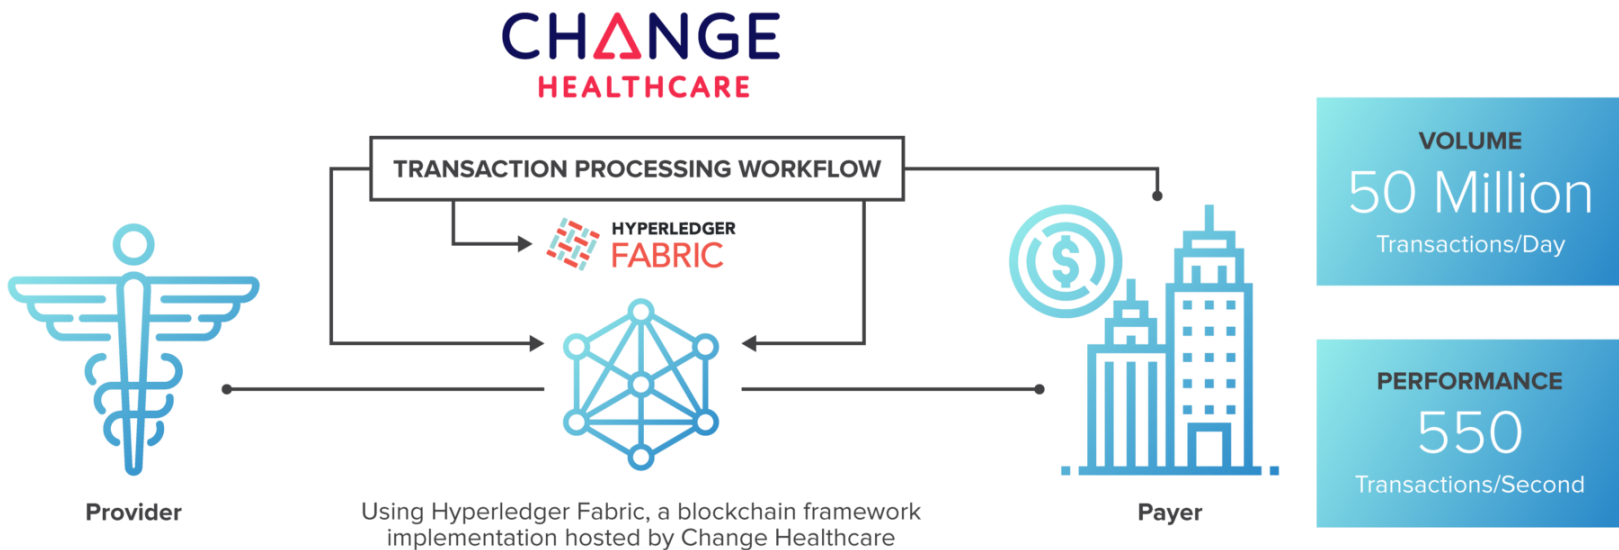 CHANGE
HEALTHCARE
TRANSACTION PROCESSING WORKFLOW
HYPERLEDGER
FABRIC
Provider
Using Hyperledger Fabric, a blockchain framework
implementation hosted by Change Healthcare
Payer
VOLUME
50 Million
Transactions/Day
PERFORMANCE
550
Transactions/Second